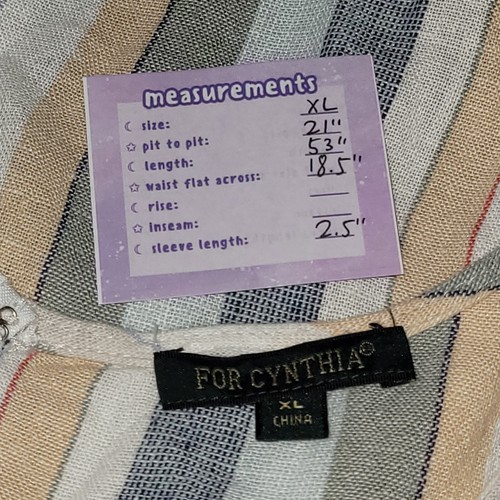 measurements
size: XL
pit to pit: 21"
length: 53"
waist flat across: 18.5"
rise:
inseam:
sleeve length: 2.5"
FOR CYNTHIA®
XL
CHINA